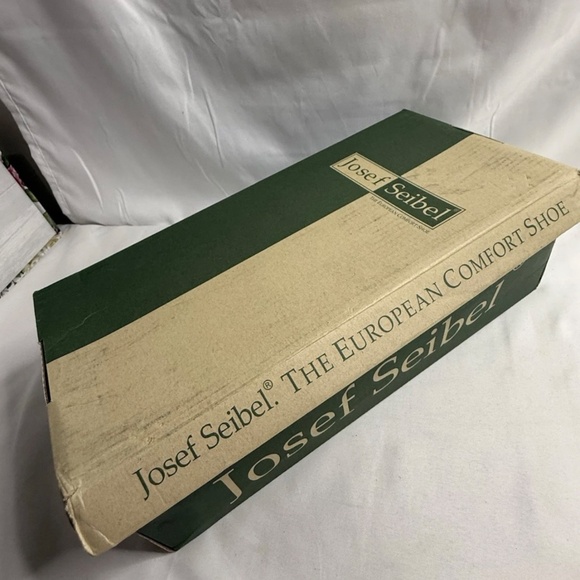 Josef Seibel
THE EUROPEAN COMFORT SHOE
Josef Seibel®. THE EUROPEAN COMFORT SHOE
Josef Seibel®